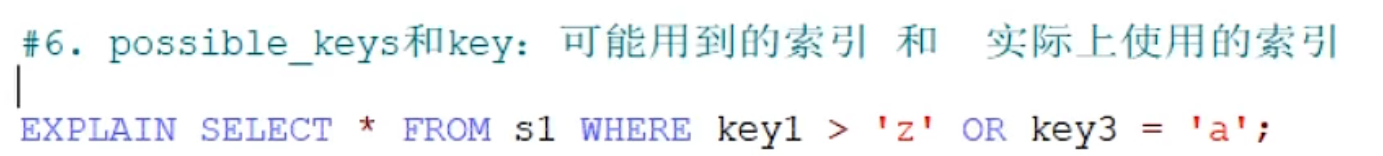 #6. possible_keys和key：可能用到的索引 和  实际上使用的索引
EXPLAIN SELECT * FROM s1 WHERE key1 > 'z' OR key3 = 'a';